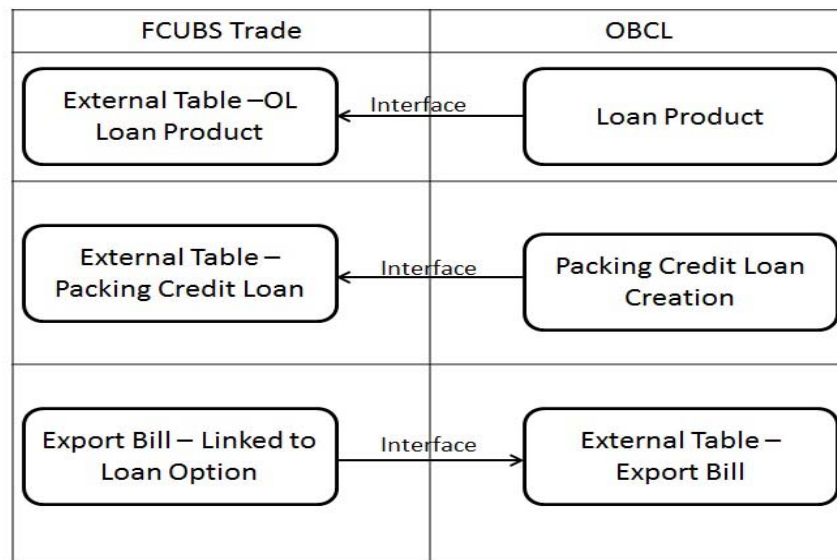 FCUBS Trade
OBCL
External Table –OL
Loan Product
Interface
Loan Product
External Table –
Packing Credit Loan
Interface
Packing Credit Loan
Creation
Export Bill – Linked to
Loan Option
Interface
External Table –
Export Bill